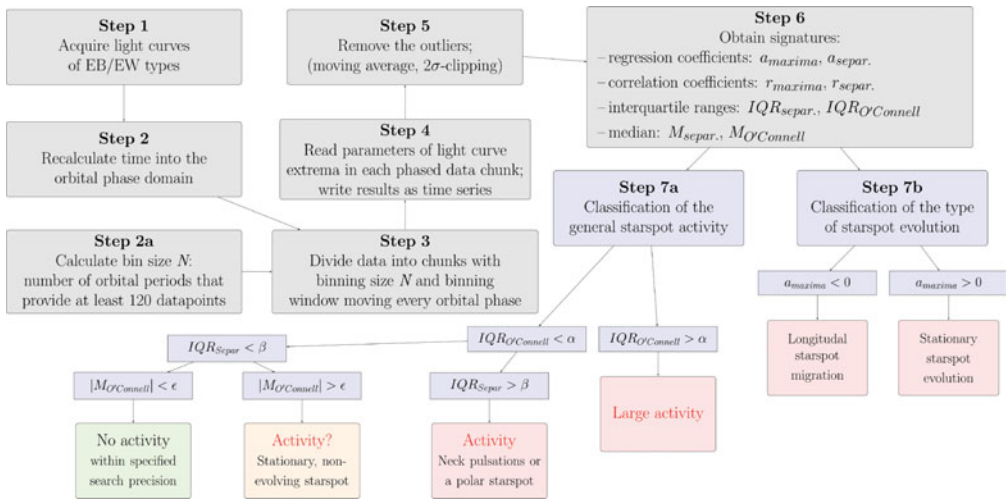 Step 1
Acquire light curves
of EB/EW types
Step 2
Recalculate time into the
orbital phase domain
Step 2a
Calculate bin size N:
number of orbital periods that
provide at least 120 datapoints
Step 3
Divide data into chunks with
binning size N and binning
window moving every orbital phase
Step 4
Read parameters of light curve
extrema in each phased data chunk;
write results as time series
Step 5
Remove the outliers;
(moving average, 2σ-clipping)
Step 6
Obtain signatures:
– regression coefficients: a_maxima, a_separ.
– correlation coefficients: r_maxima, r_separ.
– interquartile ranges: IQR_separ., IQR_O'Connell
– median: M_separ., M_O'Connell
Step 7a
Classification of the
general starspot activity
Step 7b
Classification of the type
of starspot evolution
a_maxima < 0
a_maxima > 0
Longitudal
starspot
migration
Stationary
starspot
evolution
IQR_Separ < β
IQR_O'Connell < α
IQR_O'Connell > α
|M_O'Connell| < ϵ
|M_O'Connell| > ϵ
IQR_Separ > β
Large activity
No activity
within specified
search precision
Activity?
Stationary, non-
evolving starspot
Activity
Neck pulsations or
a polar starspot